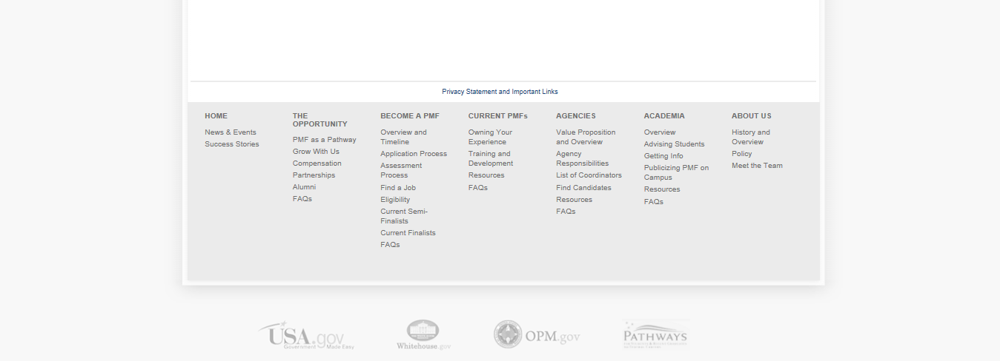 Privacy Statement and Important Links
HOME
News & Events
Success Stories
THE
OPPORTUNITY
PMF as a Pathway
Grow With Us
Compensation
Partnerships
Alumni
FAQs
BECOME A PMF
Overview and
Timeline
Application Process
Assessment
Process
Find a Job
Eligibility
Current Semi-
Finalists
Current Finalists
FAQs
CURRENT PMFs
Owning Your
Experience
Training and
Development
Resources
FAQs
AGENCIES
Value Proposition
and Overview
Agency
Responsibilities
List of Coordinators
Find Candidates
Resources
FAQs
ACADEMIA
Overview
Advising Students
Getting Info
Publicizing PMF on
Campus
Resources
FAQs
ABOUT US
History and
Overview
Policy
Meet the Team
USA.gov
Government Made Easy
Whitehouse.gov
OPM.gov
PATHWAYS